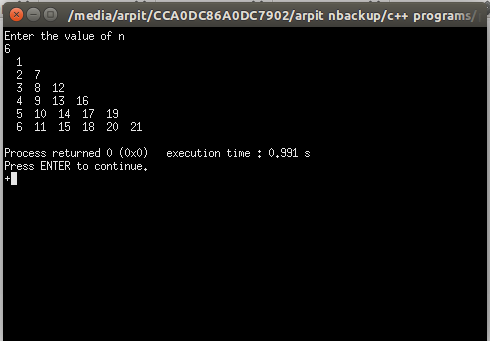 /media/arpit/CCA0DC86A0DC7902/arpit nbackup/c++ programs/
Enter the value of n
6
1
2 7
3 8 12
4 9 13 16
5 10 14 17 19
6 11 15 18 20 21
Process returned 0 (0x0) execution time : 0.991 s
Press ENTER to continue.
+